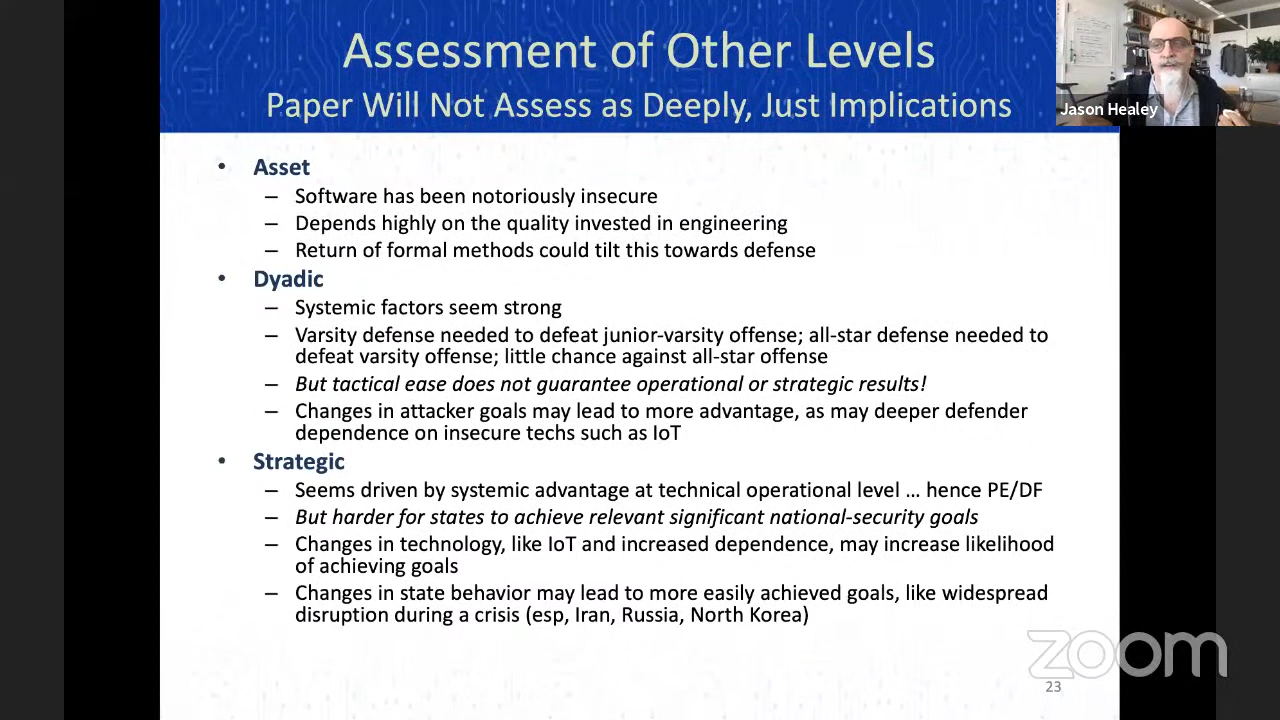 Assessment of Other Levels
Paper Will Not Assess as Deeply, Just Implications
Jason Healey
• Asset
– Software has been notoriously insecure
– Depends highly on the quality invested in engineering
– Return of formal methods could tilt this towards defense
• Dyadic
– Systemic factors seem strong
– Varsity defense needed to defeat junior-varsity offense; all-star defense needed to
defeat varsity offense; little chance against all-star offense
– But tactical ease does not guarantee operational or strategic results!
– Changes in attacker goals may lead to more advantage, as may deeper defender
dependence on insecure techs such as IoT
• Strategic
– Seems driven by systemic advantage at technical operational level … hence PE/DF
– But harder for states to achieve relevant significant national-security goals
– Changes in technology, like IoT and increased dependence, may increase likelihood
of achieving goals
– Changes in state behavior may lead to more easily achieved goals, like widespread
disruption during a crisis (esp, Iran, Russia, North Korea)
zoom
23